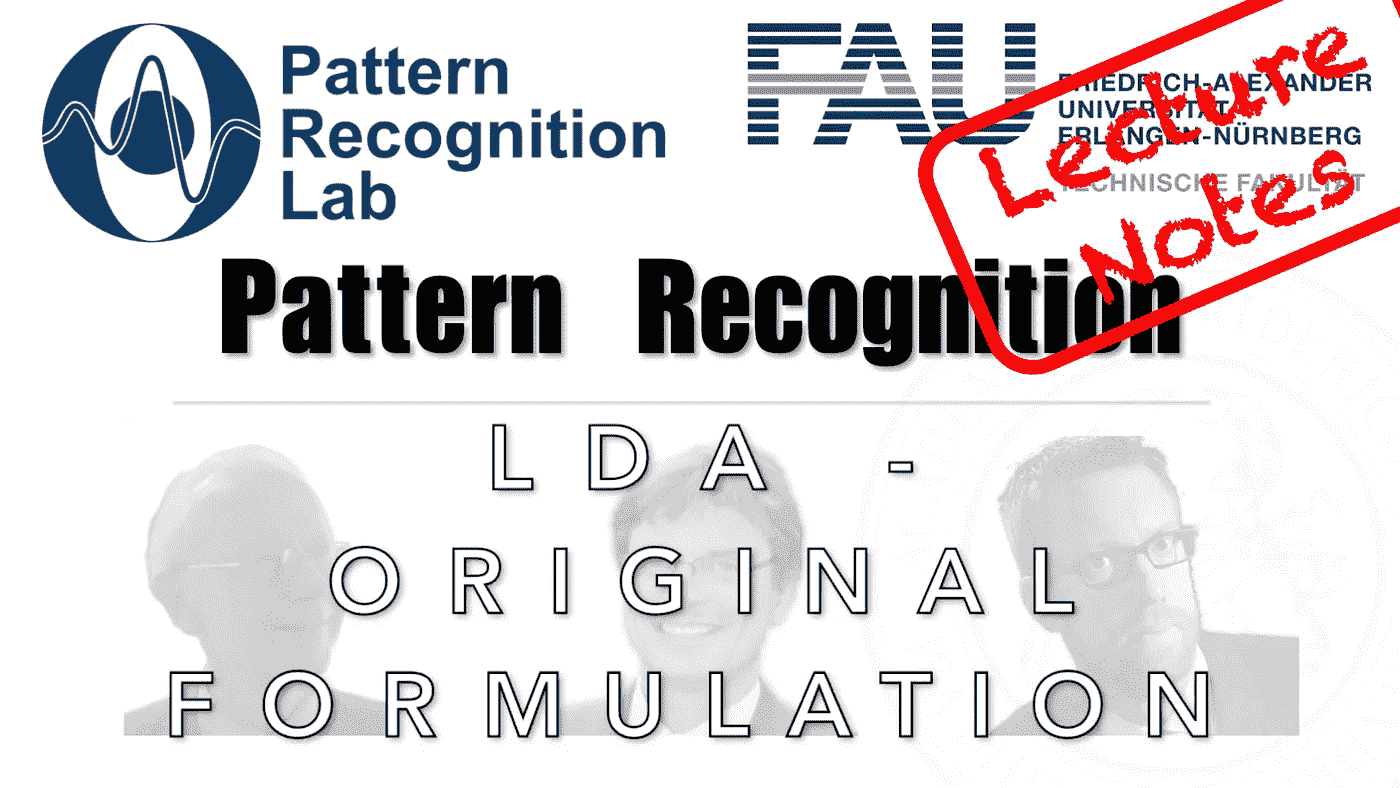 Pattern
Recognition
Lab
FAU
FRIEDRICH-ALEXANDER
UNIVERSITÄT
ERLANGEN-NÜRNBERG
TECHNISCHE FAKULTÄT
Lecture
Notes
Pattern Recognition
LDA -
ORIGINAL
FORMULATION